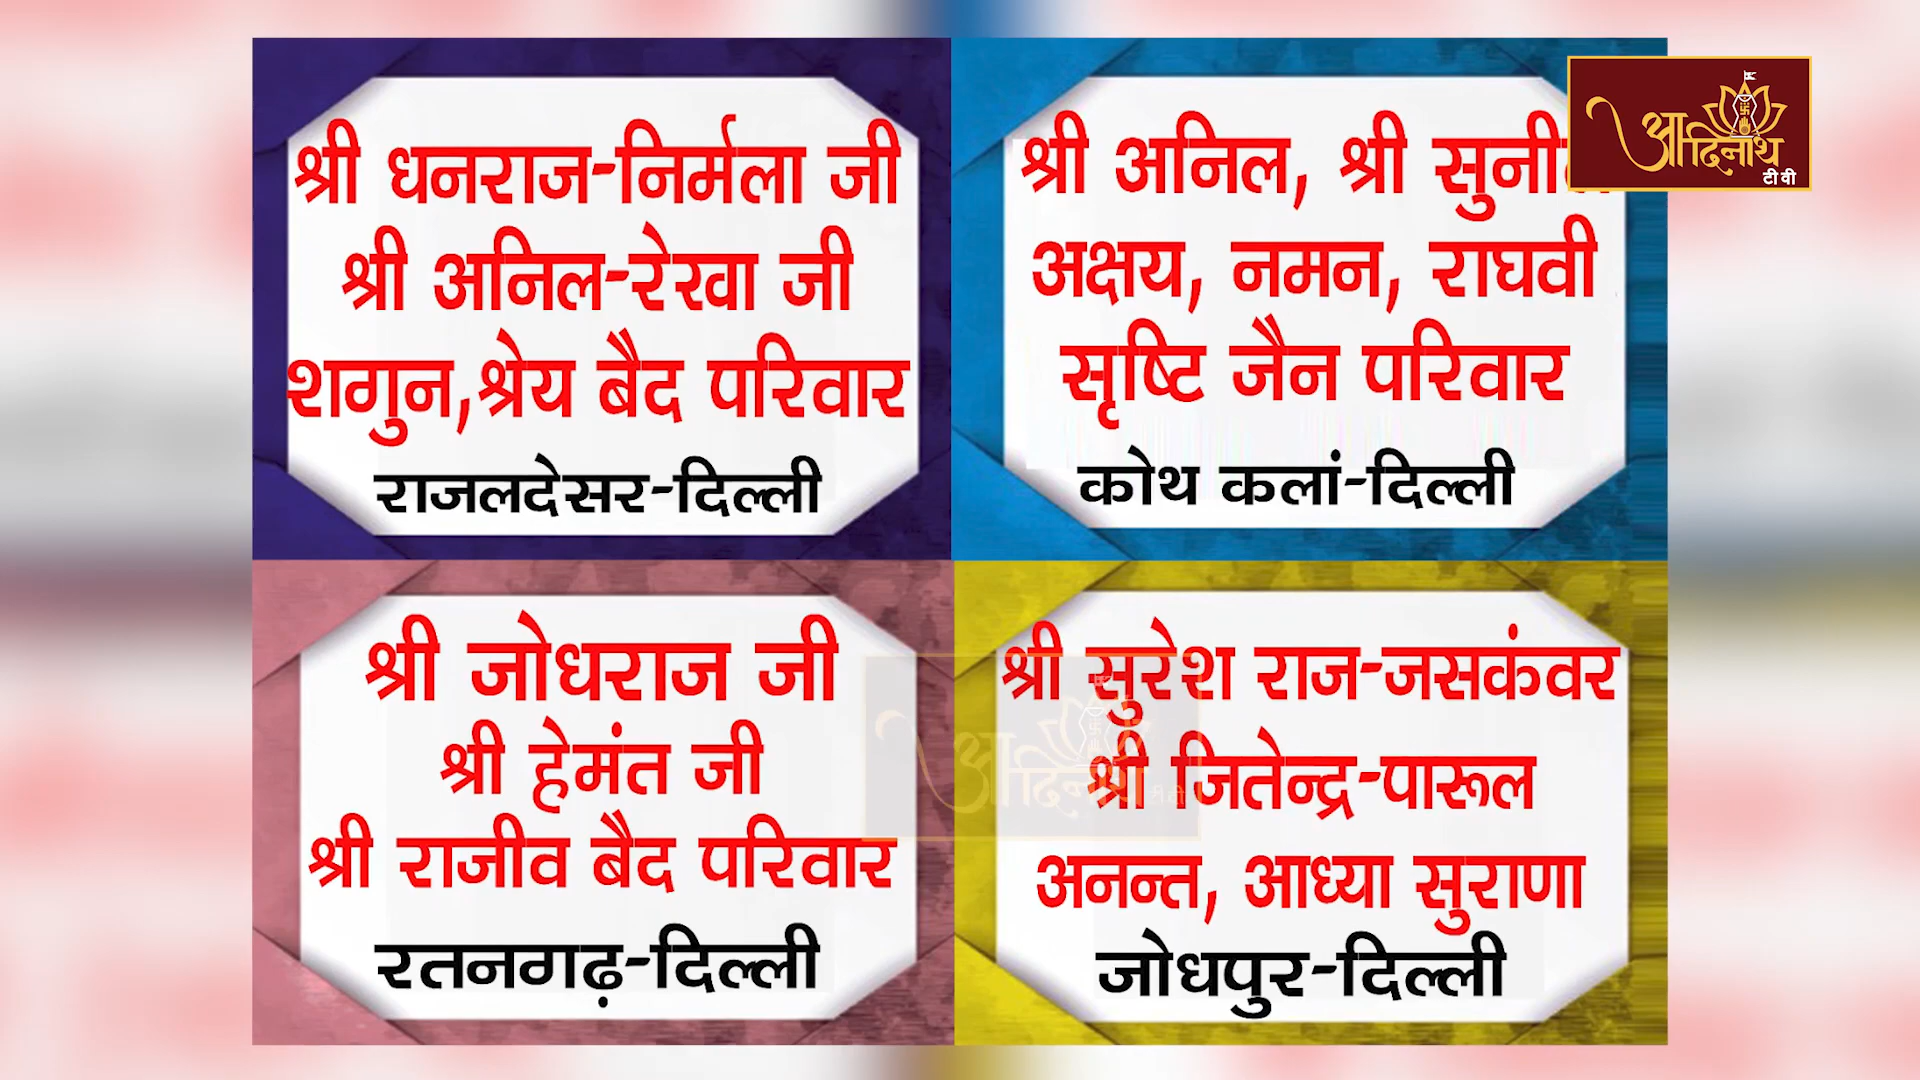 श्री धनराज-निर्मला जी
श्री अनिल-रेखा जी
शगुन,श्रेय बैद परिवार
राजलदेसर-दिल्ली
श्री अनिल, श्री
अक्षय, नमन, राघवी
सृष्टि जैन परिवार
कोथ कलां-दिल्ली
आदिनाथ
टी वी
श्री जोधराज जी
श्री हेमंत जी
श्री राजीव बैद परिवार
रतनगढ़-दिल्ली
श्री सुरेश राज-जसकंवर
श्री जितेन्द्र-पारूल
अनन्त, आध्या सुराणा
जोधपुर-दिल्ली
आदिनाथ
टी वी